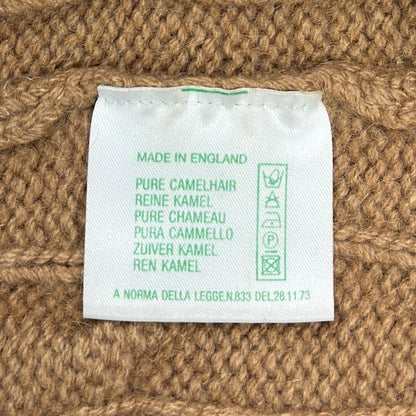 MADE IN ENGLAND
PURE CAMELHAIR
REINE KAMEL
PURE CHAMEAU
PURA CAMMELLO
ZUIVER KAMEL
REN KAMEL
P
A NORMA DELLA LEGGE N.833 DEL 28.11.73